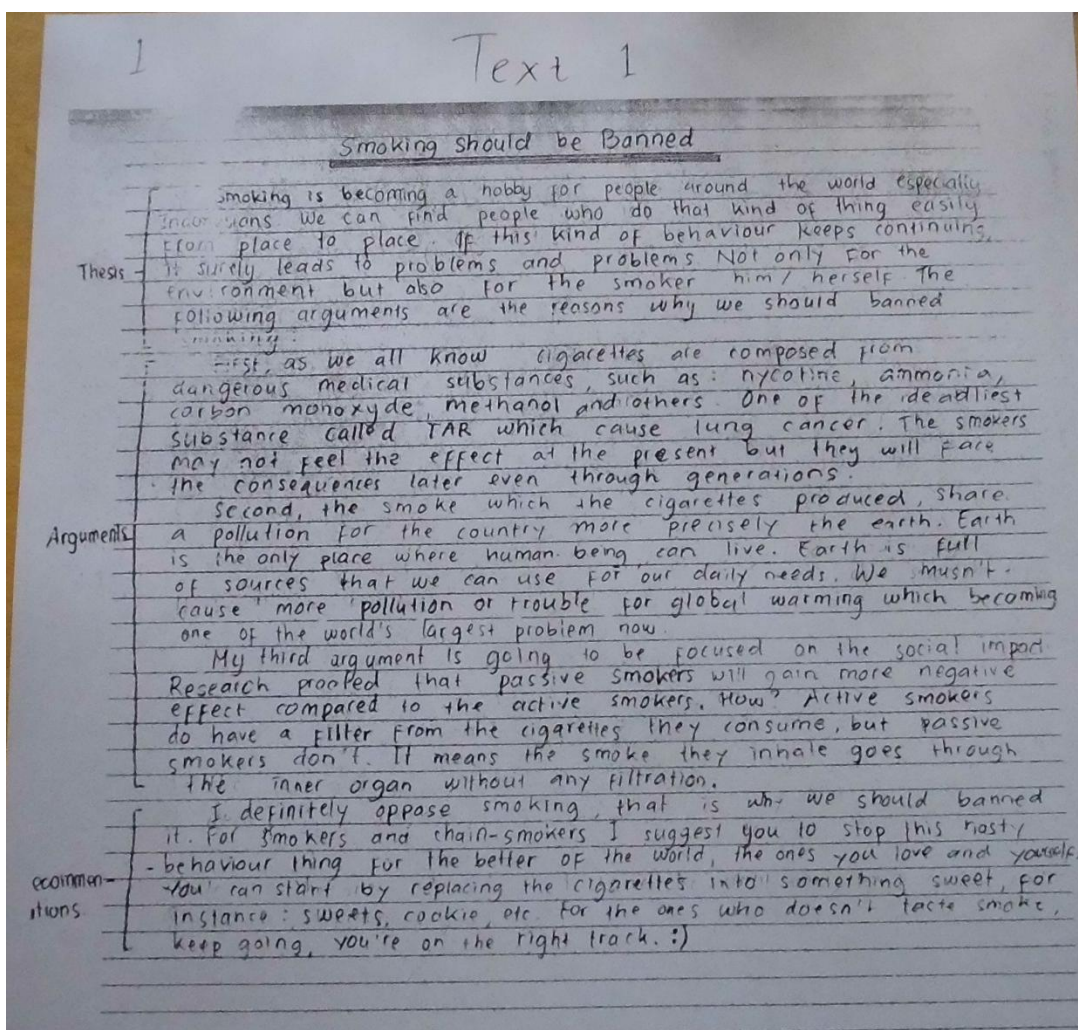 1
Text 1
Smoking should be Banned
smoking is becoming a hobby for people around the world especially
we can find people who do that kind of thing easily
From place to place. If this kind of behaviour keeps continuing,
Thesis it surely leads to problems and problems Not only For the
environment but also for the smoker him / herself The
Following arguments are the reasons why we should banned
smoking.
First, as we all know cigarettes are composed from
dangerous medical substances, such as : nycotine, ammonia,
carbon monoxyde, methanol and others. One of the deadliest
substance called TAR which cause lung cancer. The smokers
may not feel the effect at the present but they will face
the consequences later even through generations.
Second, the smoke which the cigarettes produced, share
Arguments a pollution for the country more precisely the earth. Earth
is the only place where human being can live. Earth is full
of sources that we can use for our daily needs. We musn't
cause more pollution or trouble for global warming which becoming
one of the world's largest problem now
My third argument is going to be focused on the social impact
Research proofed that passive smokers will gain more negative
effect compared to the active smokers. How? Active smokers
do have a filter from the cigarettes they consume, but passive
smokers don't. It means the smoke they inhale goes through
the inner organ without any filtration.
I definitely oppose smoking, that is why we should banned
it. For smokers and chain-smokers I suggest you to stop this nasty
behaviour thing for the better of the world, the ones you love and yourself.
ecommen- You can start by replacing the cigarettes into something sweet, for
itions instance : sweets, cookie, etc. For the ones who doesn't taste smoke,
keep going, you're on the right track. :)